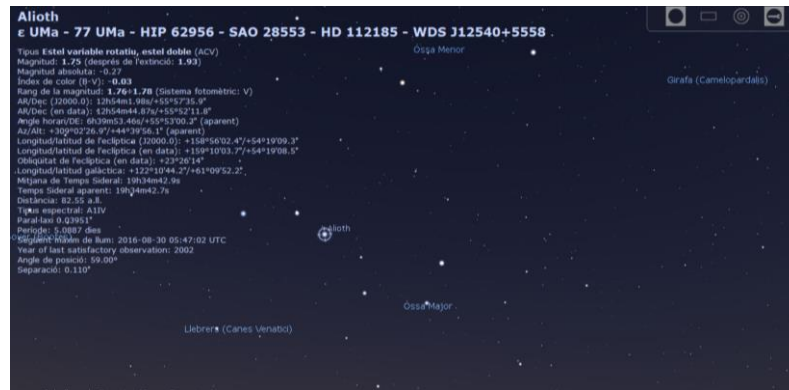 Alioth
ε UMa - 77 UMa - HIP 62956 - SAO 28553 - HD 112185 - WDS J12540+5558
Tipus Estel variable rotatiu, estel doble (ACV)
Magnitud: 1.75 (després de l'extinció: 1.93)
Magnitud absoluta: -0.27
Índex de color (B-V): -0.03
Rang de la magnitud: 1.76÷1.78 (Sistema fotomètric: V)
AR/Dec (J2000.0): 12h54m1.98s/+55°57'35.9"
AR/Dec (en data): 12h54m44.87s/+55°52'11.8"
Angle horari/DE: 6h39m53.46s/+55°53'00.2" (aparent)
Az/Alt: +309°02'26.9"/+44°39'56.1" (aparent)
Longitud/latitud de l'eclíptica (J2000.0): +158°56'02.4"/+54°19'09.3"
Longitud/latitud de l'eclíptica (en data): +159°10'03.7"/+54°19'08.5"
Obliqüitat de l'eclíptica (en data): +23°26'14"
Longitud/latitud galàctica: +122°10'44.2"/+61°09'52.2"
Mitjana de Temps Sideral: 19h34m42.9s
Temps Sideral aparent: 19h34m42.7s
Distància: 82.55 a.ll.
Tipus espectral: A1IV
Paral·laxi 0.03951"
Període: 5.0887 dies
Següent màxim de llum: 2016-08-30 05:47:02 UTC
Year of last satisfactory observation: 2002
Angle de posició: 59.00°
Separació: 0.110"
Óssa Menor
Girafa (Camelopardalis)
Alioth
Óssa Major
Llebrers (Canes Venatici)